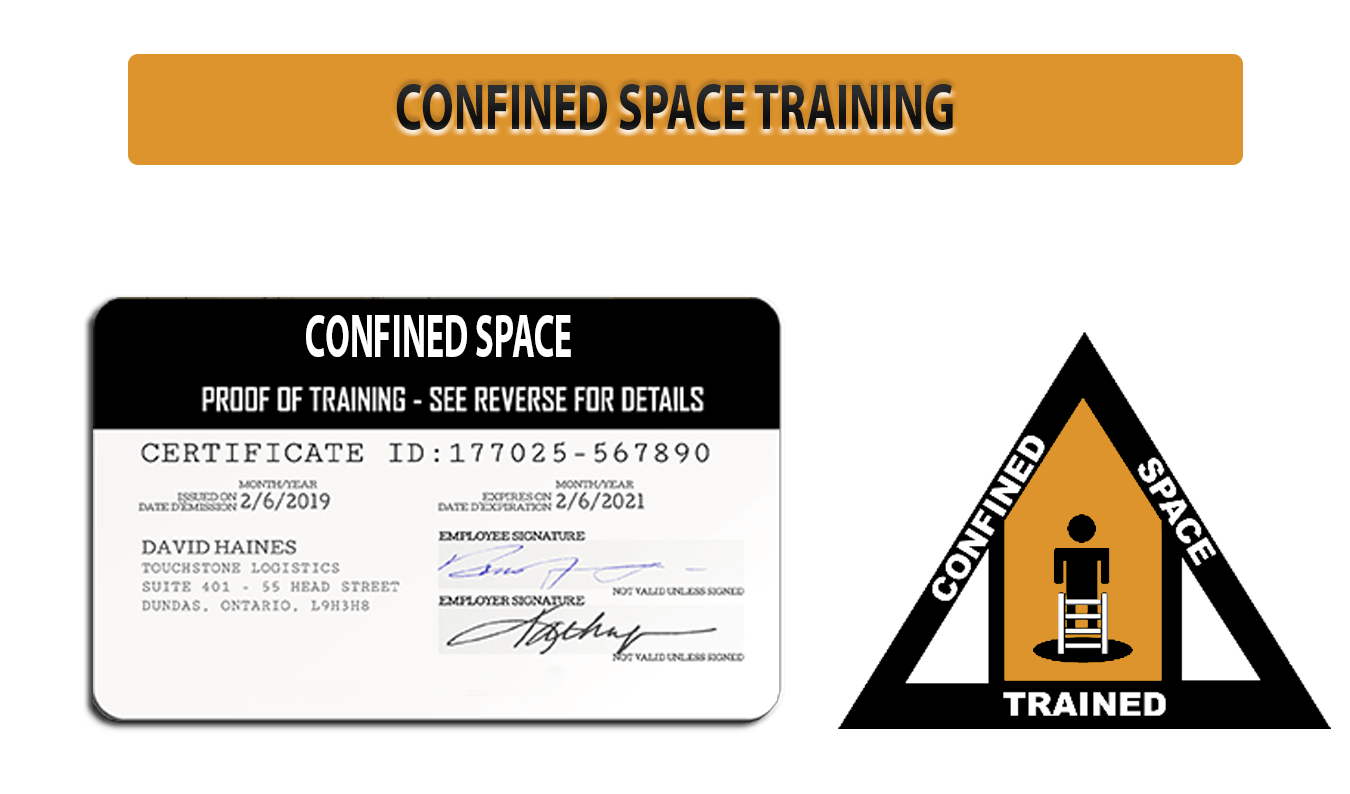 CONFINED SPACE TRAINING
CONFINED SPACE
PROOF OF TRAINING - SEE REVERSE FOR DETAILS
CERTIFICATE ID:177025-567890
MONTH/YEAR
ISSUED ON
DATE D'EMISSION 2/6/2019
MONTH/YEAR
EXPIRES ON
DATE D'EXPIRATION 2/6/2021
DAVID HAINES
TOUCHSTONE LOGISTICS
SUITE 401 - 55 HEAD STREET
DUNDAS, ONTARIO, L9H3H8
EMPLOYEE SIGNATURE
NOT VALID UNLESS SIGNED
EMPLOYER SIGNATURE
NOT VALID UNLESS SIGNED
CONFINED
SPACE
TRAINED